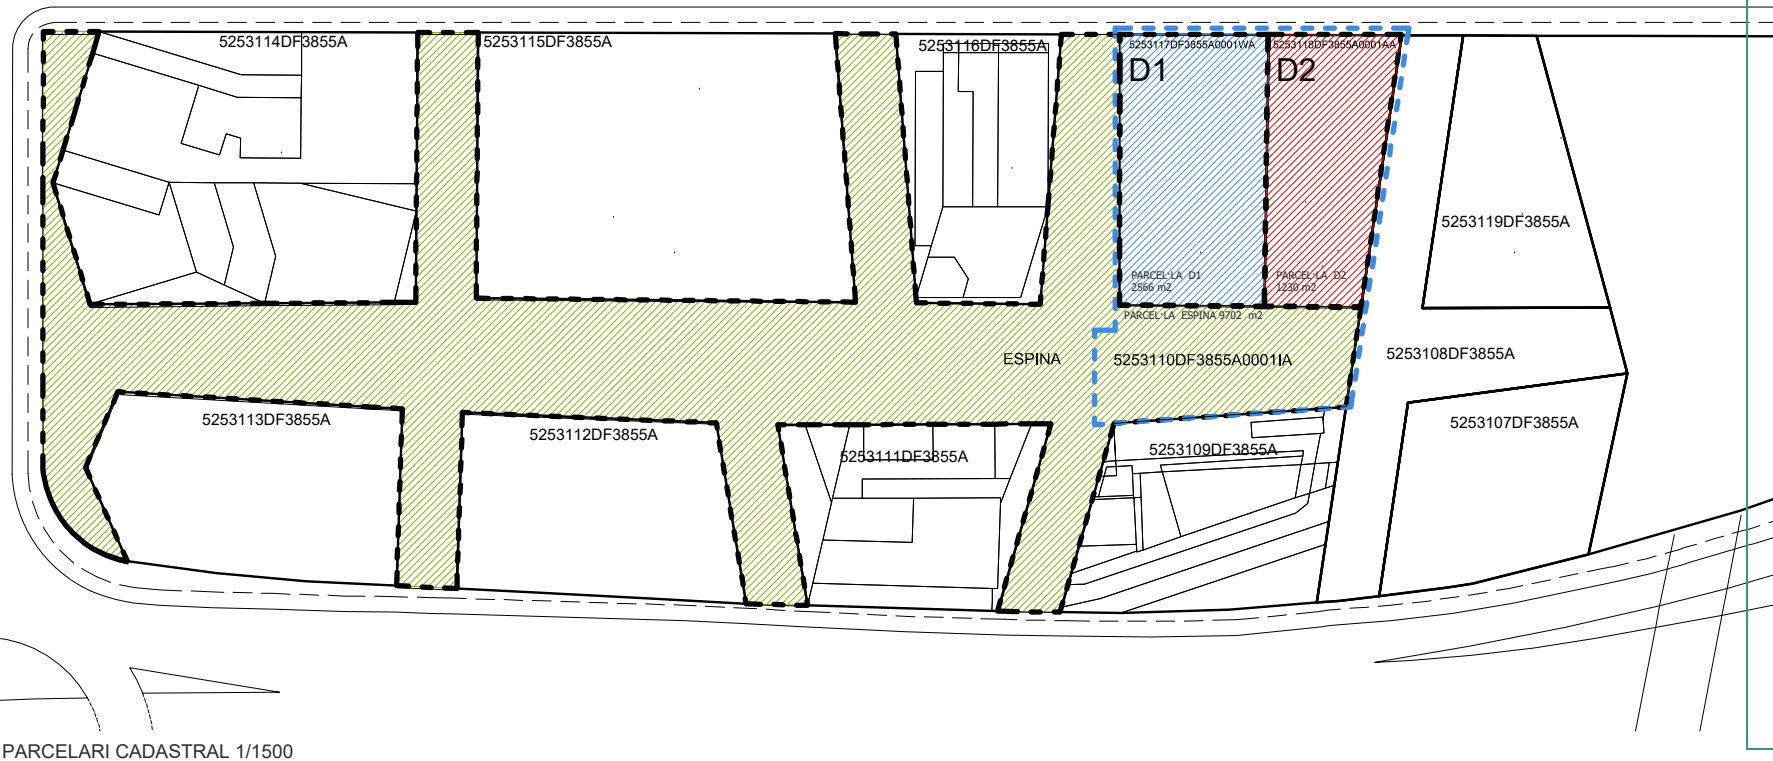 5253114DF3855A
5253115DF3855A
5253116DF3855A
5253117DF3855A0001WA
5253118DF3855A0001AA
D1
D2
5253119DF3855A
PARCEL·LA D1
2566 m2
PARCEL·LA D2
1230 m2
PARCEL·LA ESPINA 9702 m2
ESPINA
5253110DF3855A0001IA
5253108DF3855A
5253113DF3855A
5253112DF3855A
5253111DF3855A
5253109DF3855A
5253107DF3855A
PARCELARI CADASTRAL 1/1500